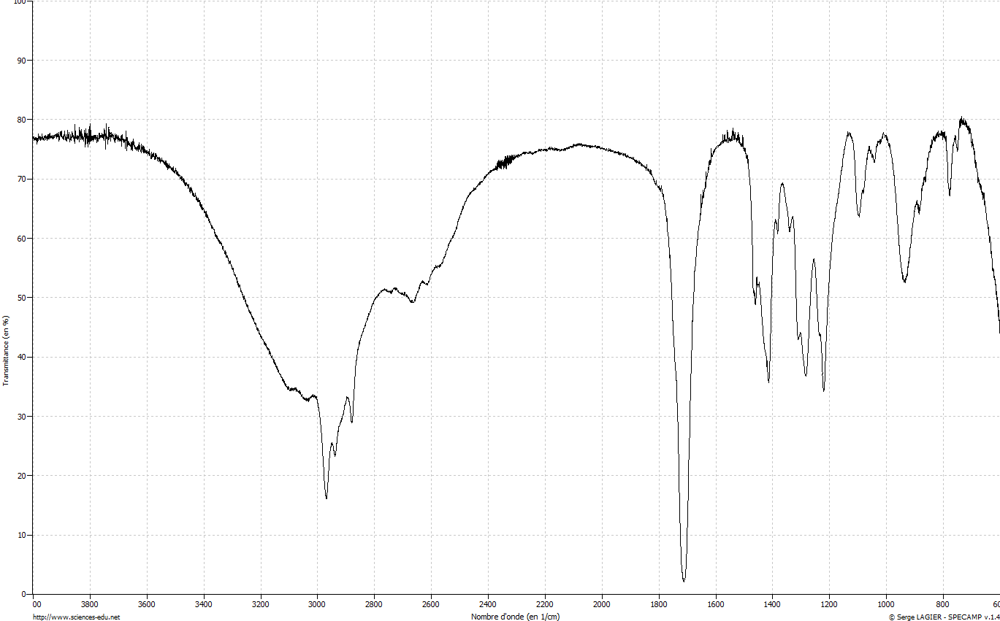 100
90
80
70
60
50
40
30
20
10
0
Transmittance (en %)
00 3800 3600 3400 3200 3000 2800 2600 2400 2200 2000 1800 1600 1400 1200 1000 800 60
Nombre d'onde (en 1/cm)
http://www.sciences-edu.net © Serge LAGIER - SPECAMP v.1.4